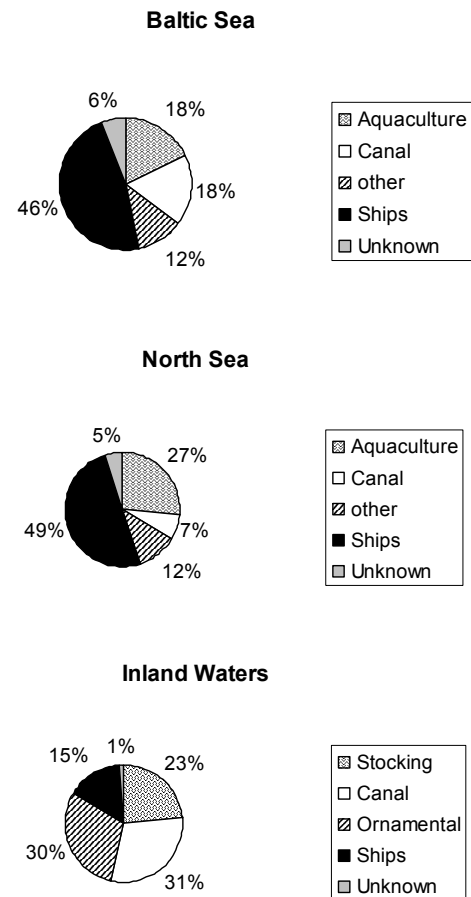 Baltic Sea
6%
18%
18%
12%
46%
Aquaculture
Canal
other
Ships
Unknown
North Sea
5%
27%
7%
12%
49%
Aquaculture
Canal
other
Ships
Unknown
Inland Waters
1%
23%
31%
30%
15%
Stocking
Canal
Ornamental
Ships
Unknown